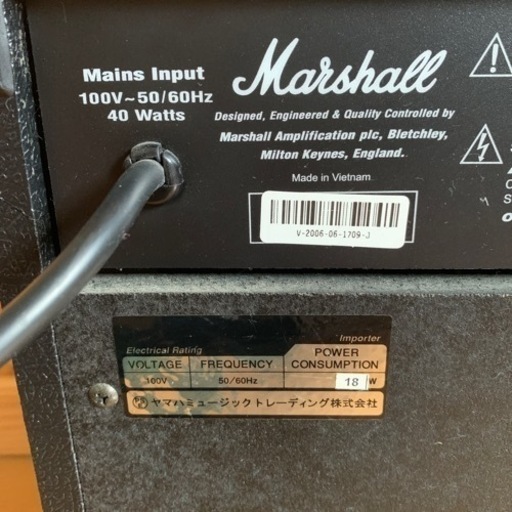 Mains Input
100V~50/60Hz
40 Watts
Marshall
Designed, Engineered & Quality Controlled by
Marshall Amplification plc, Bletchley,
Milton Keynes, England.
Made in Vietnam
V-2006-06-1709-J
Electrical Rating Importer
VOLTAGE FREQUENCY POWER CONSUMPTION
100V 50/60Hz 18 W
ヤマハミュージックトレーディング株式会社